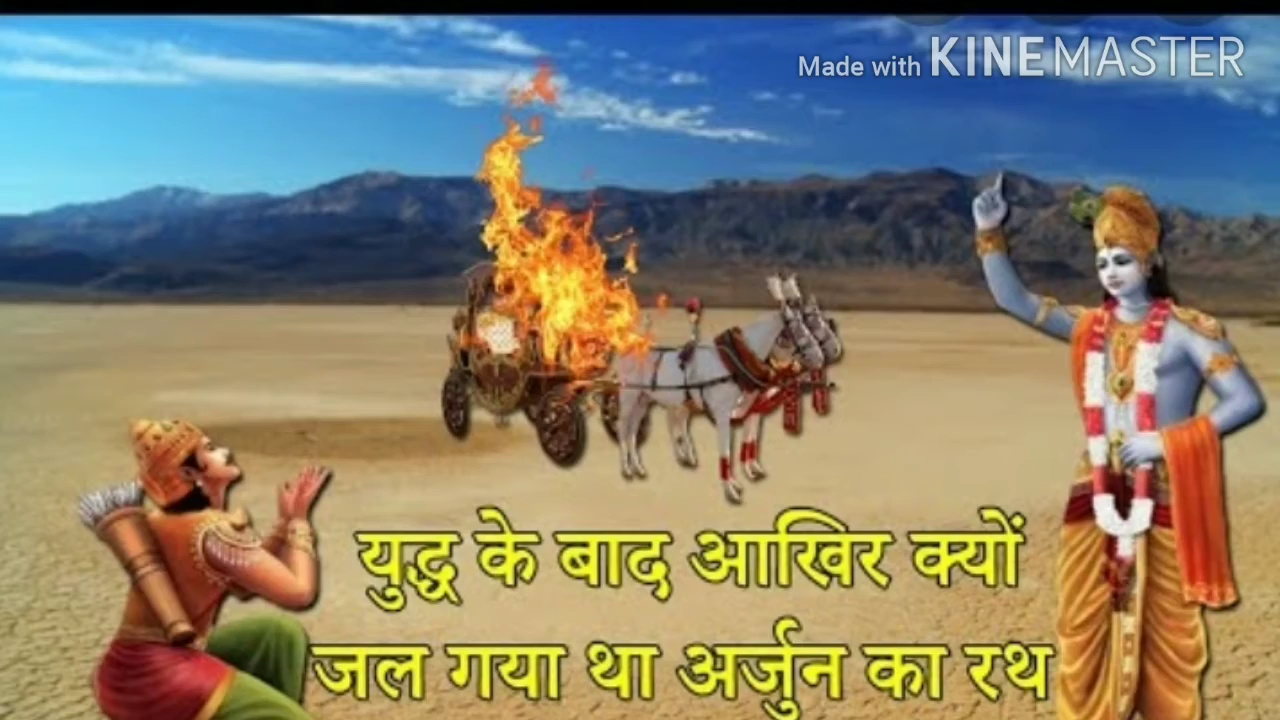 Made with KINEMASTER
युद्ध के बाद आखिर क्यों
जल गया था अर्जुन का रथ